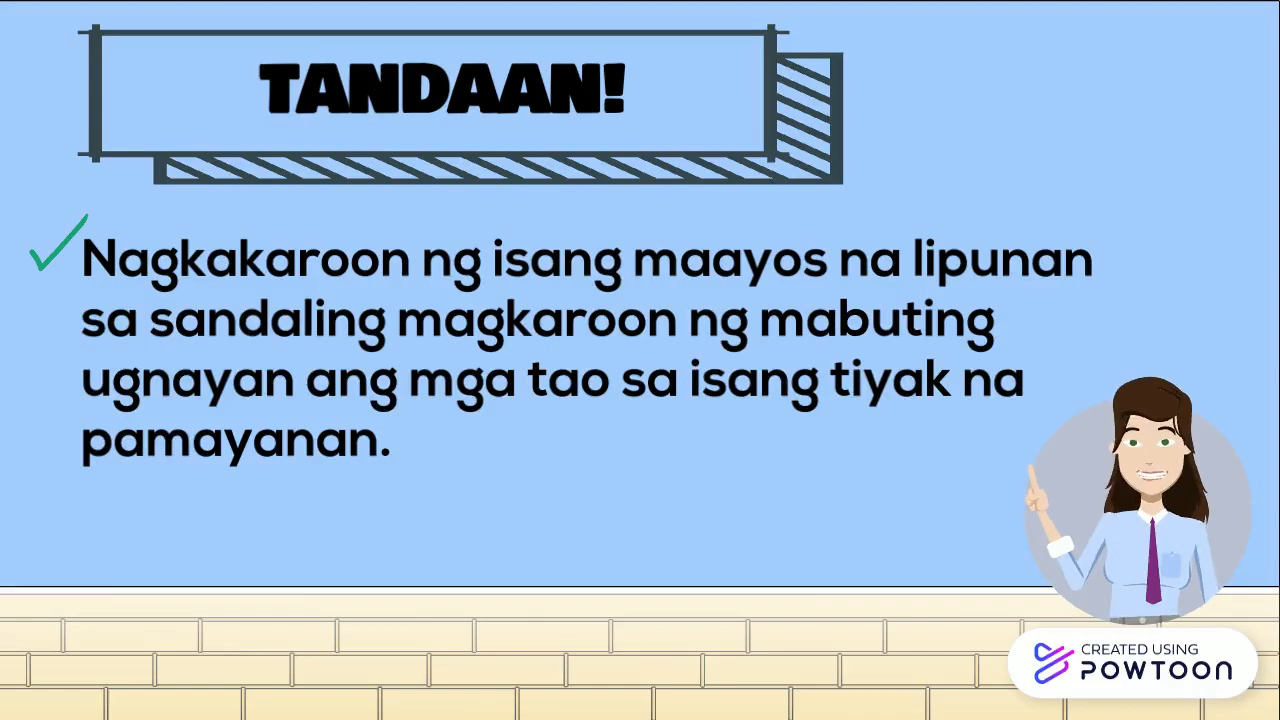 TANDAAN!
Nagkakaroon ng isang maayos na lipunan
sa sandaling magkaroon ng mabuting
ugnayan ang mga tao sa isang tiyak na
pamayanan.
CREATED USING
POWTOON